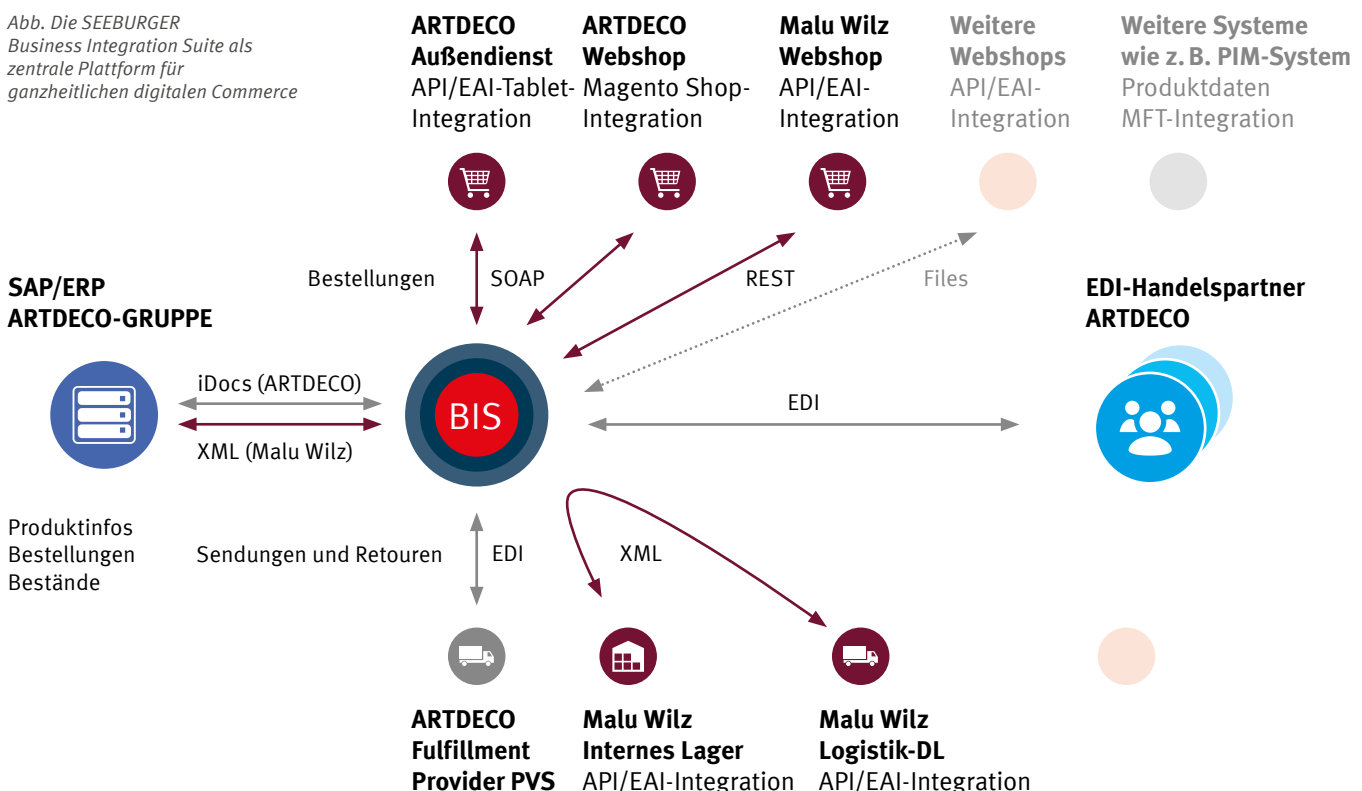 Abb. Die SEEBURGER
Business Integration Suite als
zentrale Plattform für
ganzheitlichen digitalen Commerce
ARTDECO
Außendienst
API/EAI-Tablet-
Integration
ARTDECO
Webshop
Magento Shop-
Integration
Malu Wilz
Webshop
API/EAI-
Integration
Weitere
Webshops
API/EAI-
Integration
Weitere Systeme
wie z. B. PIM-System
Produktdaten
MFT-Integration
Bestellungen
SOAP
REST
Files
SAP/ERP
ARTDECO-GRUPPE
EDI-Handelspartner
ARTDECO
iDocs (ARTDECO)
XML (Malu Wilz)
BIS
EDI
Produktinfos
Bestellungen
Bestände
Sendungen und Retouren
EDI
XML
ARTDECO
Fulfillment
Provider PVS
Malu Wilz
Internes Lager
API/EAI-Integration
Malu Wilz
Logistik-DL
API/EAI-Integration